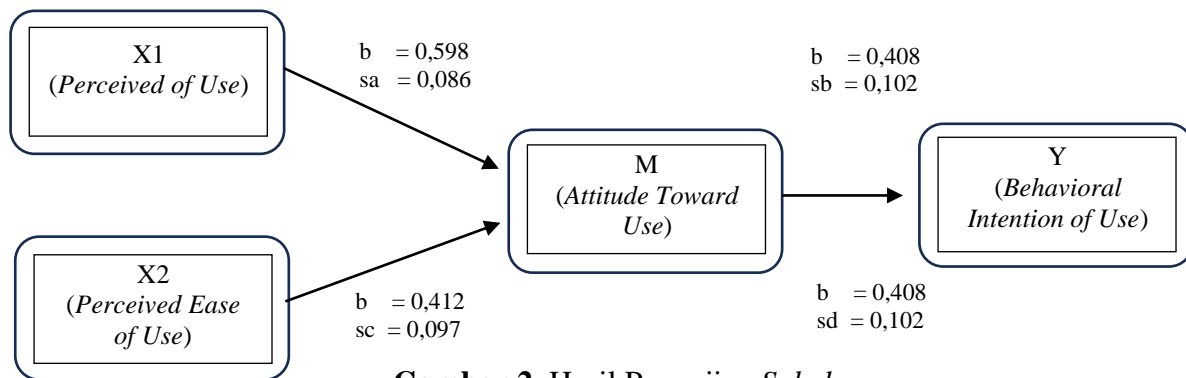 X1
(Perceived of Use)
b = 0,598
sa = 0,086
b = 0,408
sb = 0,102
M
(Attitude Toward
Use)
Y
(Behavioral
Intention of Use)
X2
(Perceived Ease
of Use)
b = 0,412
sc = 0,097
b = 0,408
sd = 0,102